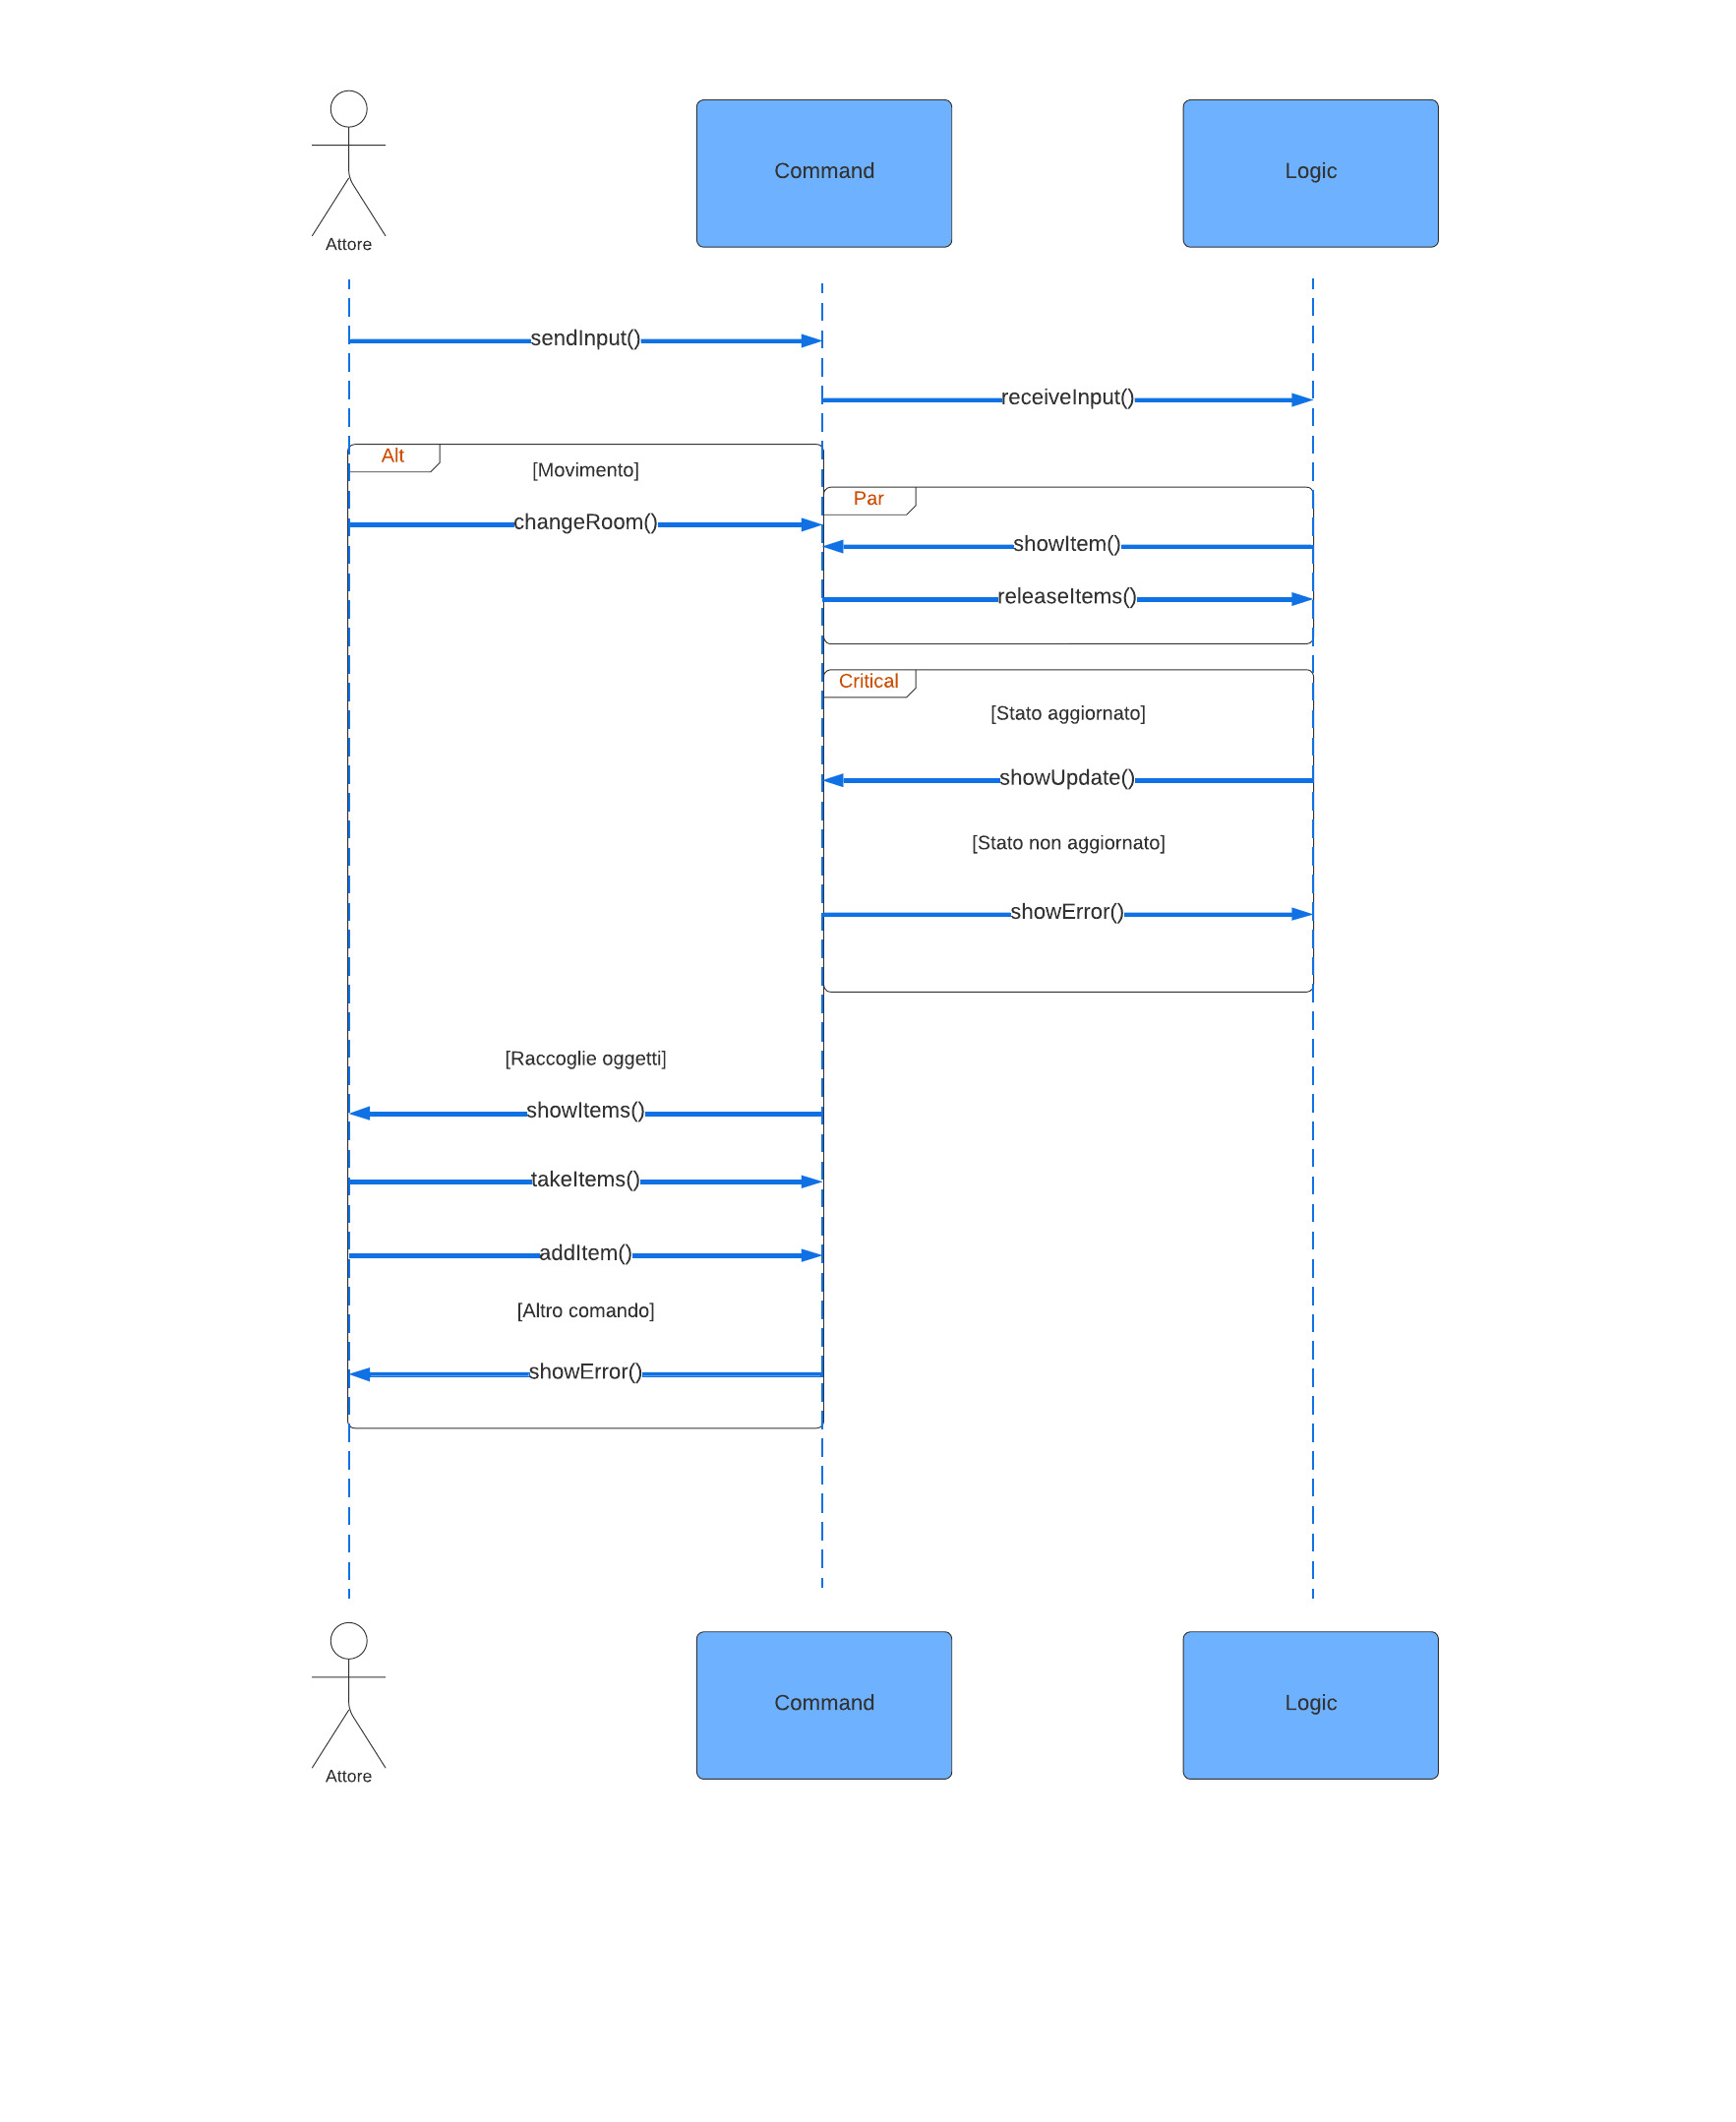 Attore
Command
Logic
sendInput()
receiveInput()
Alt
[Movimento]
Par
changeRoom()
showItem()
releaseItems()
Critical
[Stato aggiornato]
showUpdate()
[Stato non aggiornato]
showError()
[Raccoglie oggetti]
showItems()
takeItems()
addItem()
[Altro comando]
showError()
Attore
Command
Logic